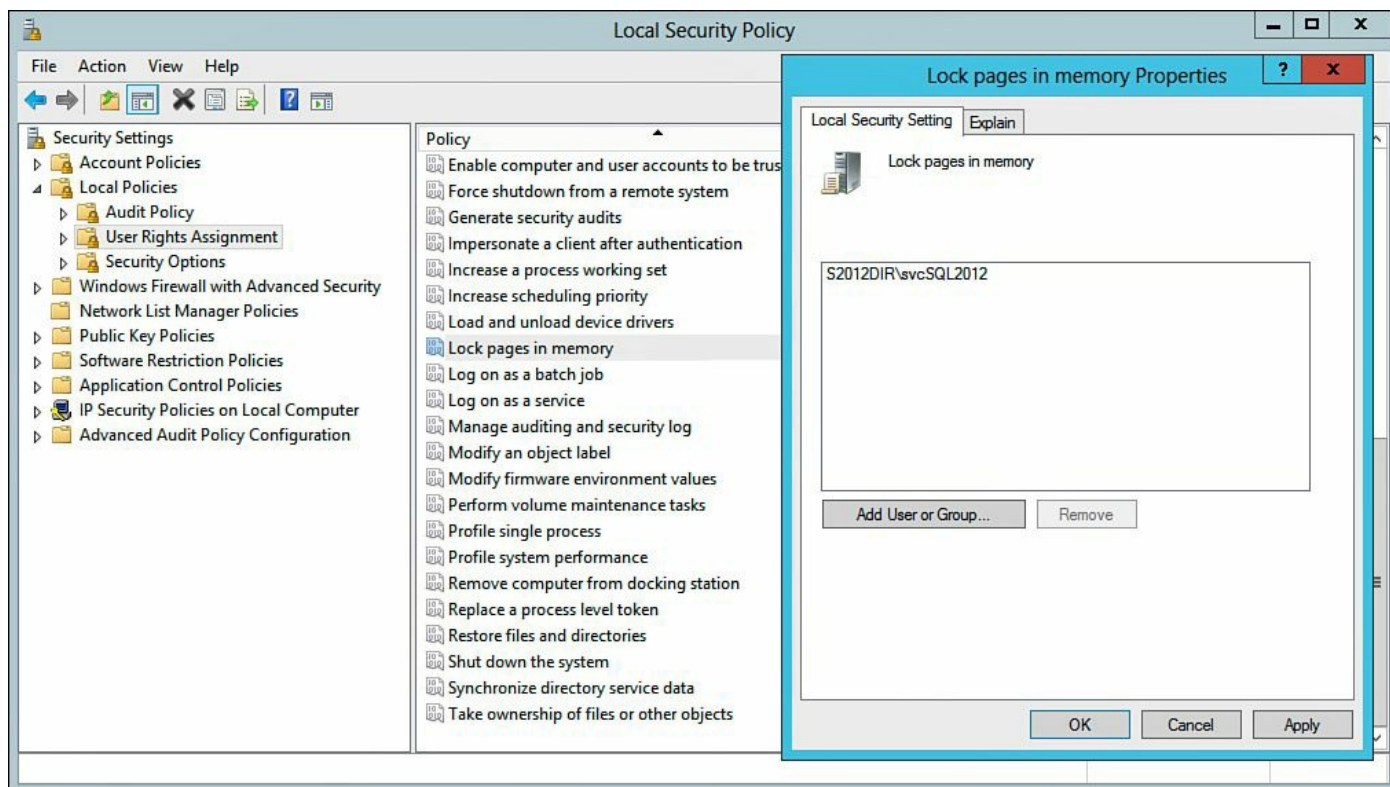 Local Security Policy
File Action View Help
Security Settings
Account Policies
Local Policies
Audit Policy
User Rights Assignment
Security Options
Windows Firewall with Advanced Security
Network List Manager Policies
Public Key Policies
Software Restriction Policies
Application Control Policies
IP Security Policies on Local Computer
Advanced Audit Policy Configuration
Policy
Enable computer and user accounts to be trus
Force shutdown from a remote system
Generate security audits
Impersonate a client after authentication
Increase a process working set
Increase scheduling priority
Load and unload device drivers
Lock pages in memory
Log on as a batch job
Log on as a service
Manage auditing and security log
Modify an object label
Modify firmware environment values
Perform volume maintenance tasks
Profile single process
Profile system performance
Remove computer from docking station
Replace a process level token
Restore files and directories
Shut down the system
Synchronize directory service data
Take ownership of files or other objects
Lock pages in memory Properties
Local Security Setting Explain
Lock pages in memory
S2012DIR\svcSQL2012
Add User or Group... Remove
OK Cancel Apply